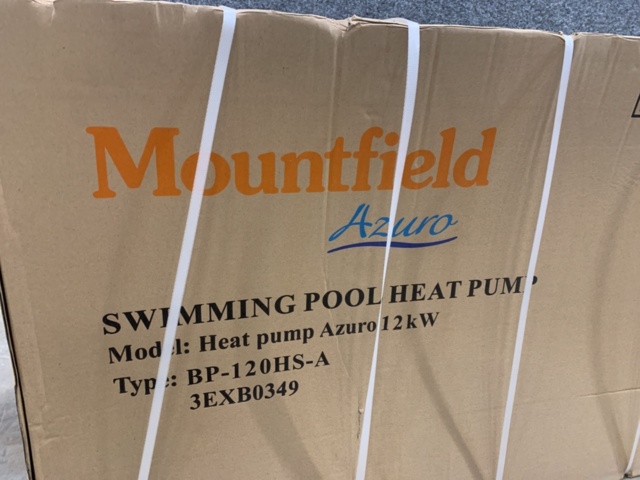 Mountfield
Azuro
SWIMMING POOL HEAT PUMP
Model: Heat pump Azuro 12kW
Type: BP-120HS-A
3EXB0349